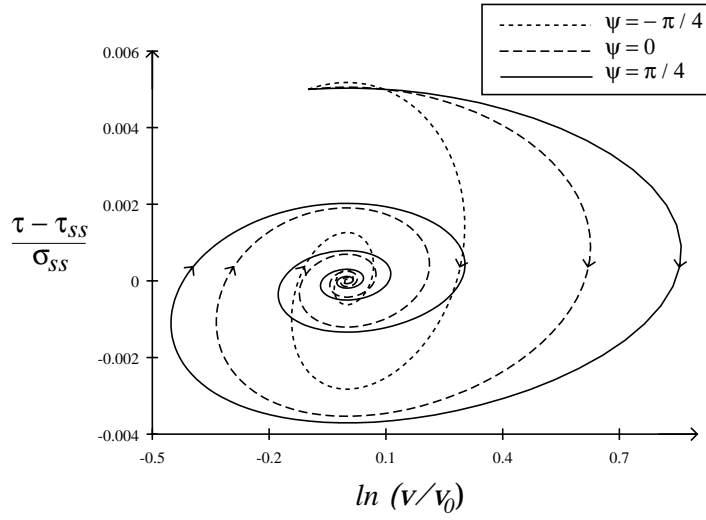 ψ = − π / 4
ψ = 0
ψ = π / 4
0.006
0.004
0.002
0
-0.002
-0.004
τ − τss
σss
-0.5 -0.2 0.1 0.4 0.7
ln (v/v0)